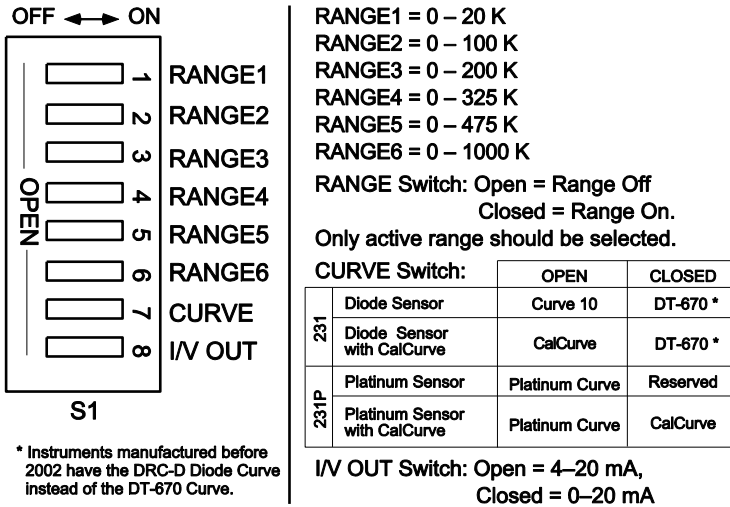 OFF ◄─► ON
OPEN
1 RANGE1
2 RANGE2
3 RANGE3
4 RANGE4
5 RANGE5
6 RANGE6
7 CURVE
8 I/V OUT
S1
* Instruments manufactured before
2002 have the DRC-D Diode Curve
instead of the DT-670 Curve.
RANGE1 = 0 – 20 K
RANGE2 = 0 – 100 K
RANGE3 = 0 – 200 K
RANGE4 = 0 – 325 K
RANGE5 = 0 – 475 K
RANGE6 = 0 – 1000 K
RANGE Switch: Open = Range Off
Closed = Range On.
Only active range should be selected.
CURVE Switch: OPEN CLOSED
231
Diode Sensor Curve 10 DT-670 *
Diode Sensor
with CalCurve CalCurve DT-670 *
231P
Platinum Sensor Platinum Curve Reserved
Platinum Sensor
with CalCurve Platinum Curve CalCurve
I/V OUT Switch: Open = 4–20 mA,
Closed = 0–20 mA